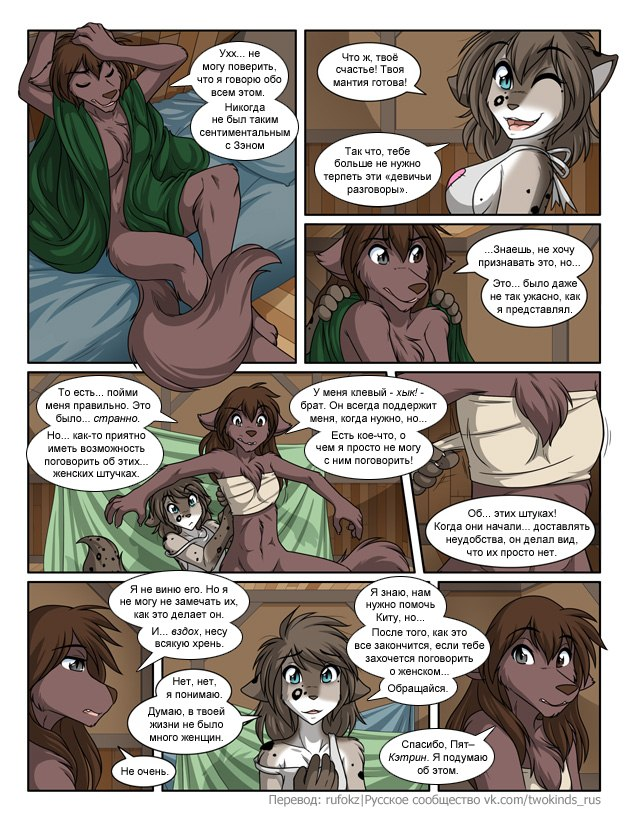 Ухх... не
могу поверить,
что я говорю обо
всем этом.
Никогда
не был таким
сентиментальным
с Зэном
Что ж, твоё
счастье! Твоя
мантия готова!
Так что, тебе
больше не нужно
терпеть эти «девичьи
разговоры».
...Знаешь, не хочу
признавать это, но...
Это... было даже
не так ужасно, как
я представлял.
То есть... пойми
меня правильно. Это
было... странно.
Но... как-то приятно
иметь возможность
поговорить об этих...
женских штучках.
У меня клевый - хык! -
брат. Он всегда поддержит
меня, когда нужно, но...
Есть кое-что, о
чем я просто не могу
с ним поговорить!
Об... этих штуках!
Когда они начали... доставлять
неудобства, он делал вид,
что их просто нет.
Я не виню его. Но я
не могу не замечать их,
как это делает он.
И... вздох, несу
всякую хрень.
Нет, нет,
я понимаю.
Думаю, в твоей
жизни не было
много женщин.
Не очень.
Я знаю, нам
нужно помочь
Киту, но...
После того, как это
все закончится, если тебе
захочется поговорить
о женском...
Обращайся.
Спасибо, Пят–
Кэтрин. Я подумаю
об этом.
Перевод: rufokz|Русское сообщество vk.com/twokinds_rus